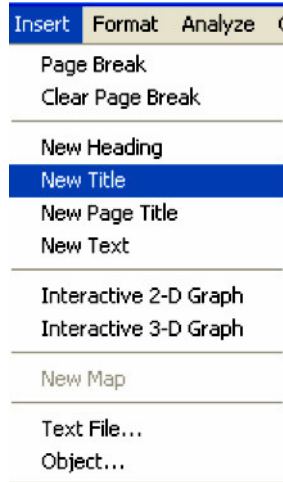 Insert Format Analyze
Page Break
Clear Page Break
New Heading
New Title
New Page Title
New Text
Interactive 2-D Graph
Interactive 3-D Graph
New Map
Text File...
Object...